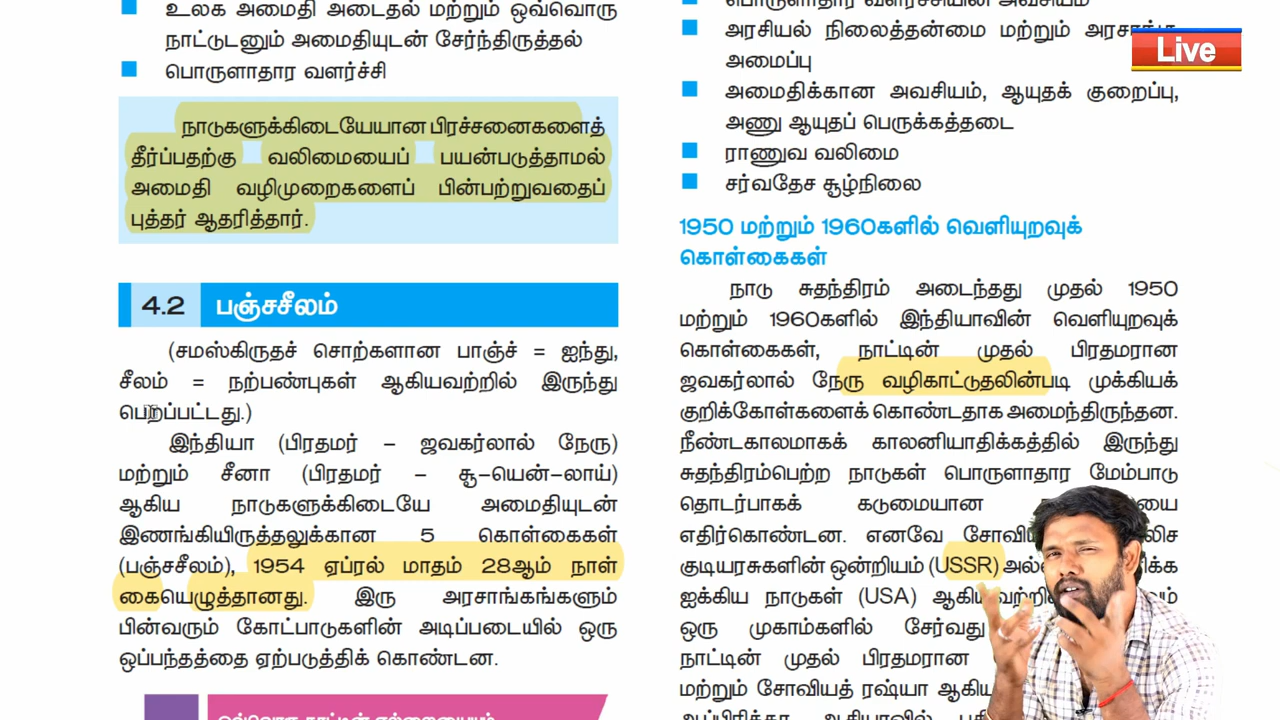 உலக அமைதி அடைதல் மற்றும் ஒவ்வொரு
நாட்டுடனும் அமைதியுடன் சேர்ந்திருத்தல்
பொருளாதார வளர்ச்சி
நாடுகளுக்கிடையேயான பிரச்சனைகளைத்
தீர்ப்பதற்கு வலிமையைப் பயன்படுத்தாமல்
அமைதி வழிமுறைகளைப் பின்பற்றுவதைப்
புத்தர் ஆதரித்தார்.
4.2 பஞ்சசீலம்
(சமஸ்கிருதச் சொற்களான பாஞ்ச் = ஐந்து,
சீலம் = நற்பண்புகள் ஆகியவற்றில் இருந்து
பெறப்பட்டது.)
இந்தியா (பிரதமர் – ஜவகர்லால் நேரு)
மற்றும் சீனா (பிரதமர் – சூ–யென்–லாய்)
ஆகிய நாடுகளுக்கிடையே அமைதியுடன்
இணங்கியிருத்தலுக்கான 5 கொள்கைகள்
(பஞ்சசீலம்), 1954 ஏப்ரல் மாதம் 28ஆம் நாள்
கையெழுத்தானது. இரு அரசாங்கங்களும்
பின்வரும் கோட்பாடுகளின் அடிப்படையில் ஒரு
ஒப்பந்தத்தை ஏற்படுத்திக் கொண்டன.
பொருளாதார வளர்ச்சியின் அவசியம்
அரசியல் நிலைத்தன்மை மற்றும்
அமைப்பு
அமைதிக்கான அவசியம், ஆயுதக் குறைப்பு,
அணு ஆயுதப் பெருக்கத்தடை
ராணுவ வலிமை
சர்வதேச சூழ்நிலை
1950 மற்றும் 1960களில் வெளியுறவுக்
கொள்கைகள்
நாடு சுதந்திரம் அடைந்தது முதல் 1950
மற்றும் 1960களில் இந்தியாவின் வெளியுறவுக்
கொள்கைகள், நாட்டின் முதல் பிரதமரான
ஜவகர்லால் நேரு வழிகாட்டுதலின்படி முக்கியக்
குறிக்கோள்களைக் கொண்டதாக அமைந்திருந்தன.
நீண்டகாலமாகக் காலனியாதிக்கத்தில் இருந்து
சுதந்திரம்பெற்ற நாடுகள் பொருளாதார மேம்பாடு
தொடர்பாகக் கடுமையான
எதிர்கொண்டன. எனவே
குடியரசுகளின் ஒன்றியம் (USSR)
ஐக்கிய நாடுகள் (USA)
ஒரு முகாம்களில் சேர்வது
நாட்டின் முதல் பிரதமரான
மற்றும் சோவியத் ரஷ்யா
Live